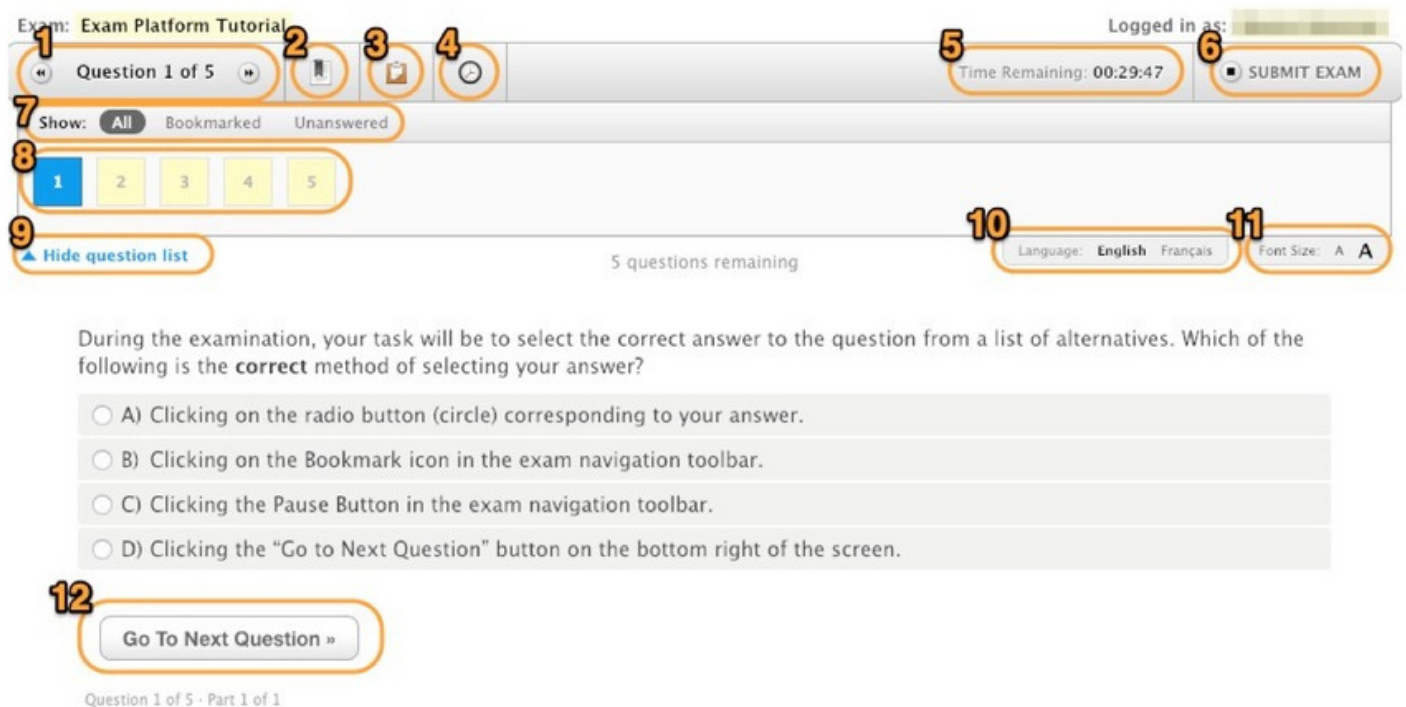 Exam: Exam Platform Tutorial
Logged in as:
1
2
3
4
5
6
Question 1 of 5
Time Remaining: 00:29:47
SUBMIT EXAM
7
Show: All Bookmarked Unanswered
8
1 2 3 4 5
9
10
11
Hide question list
5 questions remaining
Language: English Français
Font Size: A A
During the examination, your task will be to select the correct answer to the question from a list of alternatives. Which of the
following is the correct method of selecting your answer?
A) Clicking on the radio button (circle) corresponding to your answer.
B) Clicking on the Bookmark icon in the exam navigation toolbar.
C) Clicking the Pause Button in the exam navigation toolbar.
D) Clicking the “Go to Next Question” button on the bottom right of the screen.
12
Go To Next Question »
Question 1 of 5 - Part 1 of 1